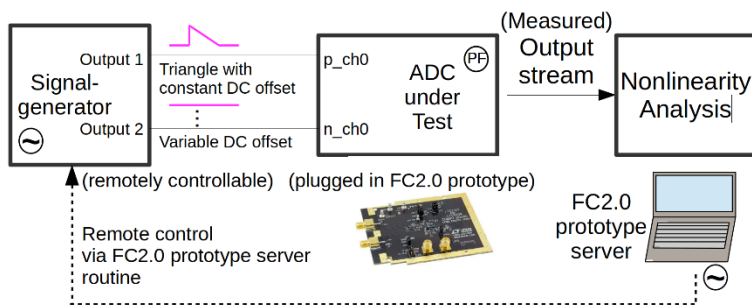 Signal-
generator
Output 1
Output 2
Triangle with
constant DC offset
Variable DC offset
p_ch0
n_ch0
ADC
under
Test
PF
(Measured)
Output
stream
Nonlinearity
Analysis
(remotely controllable)
(plugged in FC2.0 prototype)
Remote control
via FC2.0 prototype server
routine
FC2.0
prototype
server